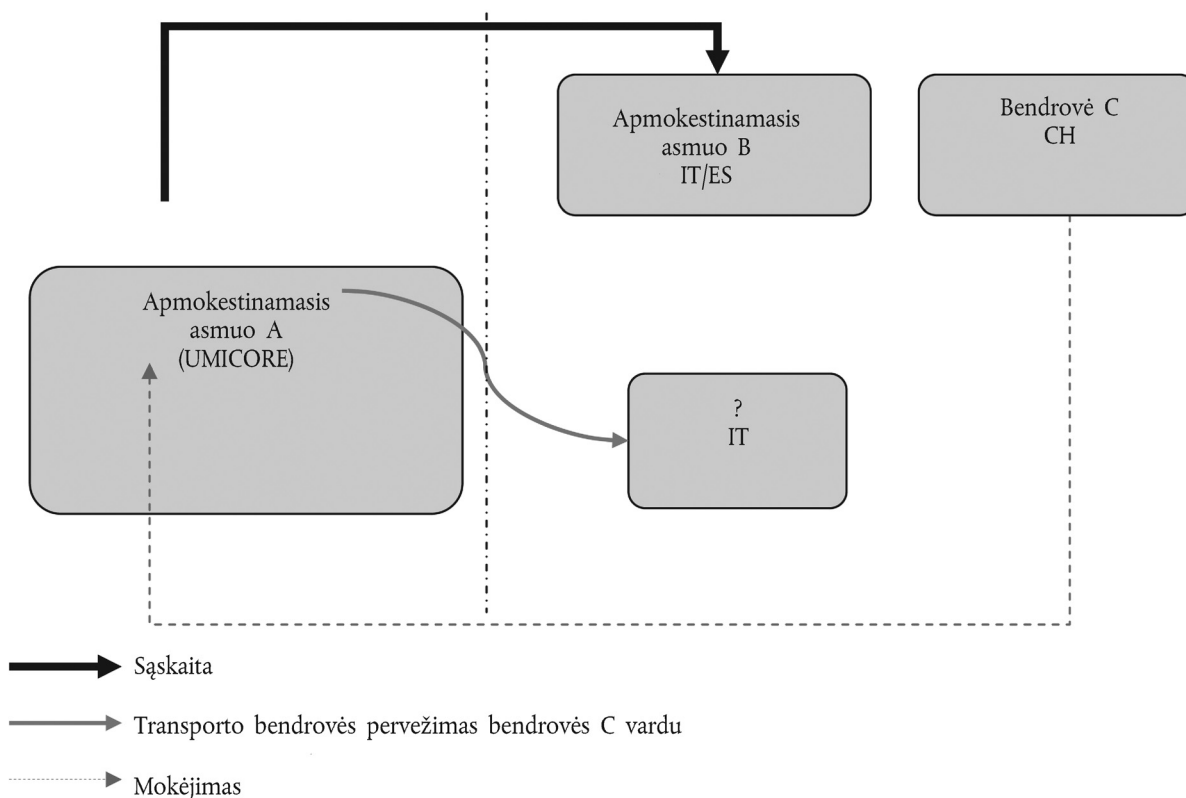 Apmokestinamasis
asmuo B
IT/ES
Bendrovė C
CH
Apmokestinamasis
asmuo A
(UMICORE)
?
IT
Sąskaita
Transporto bendrovės pervežimas bendrovės C vardu
Mokėjimas